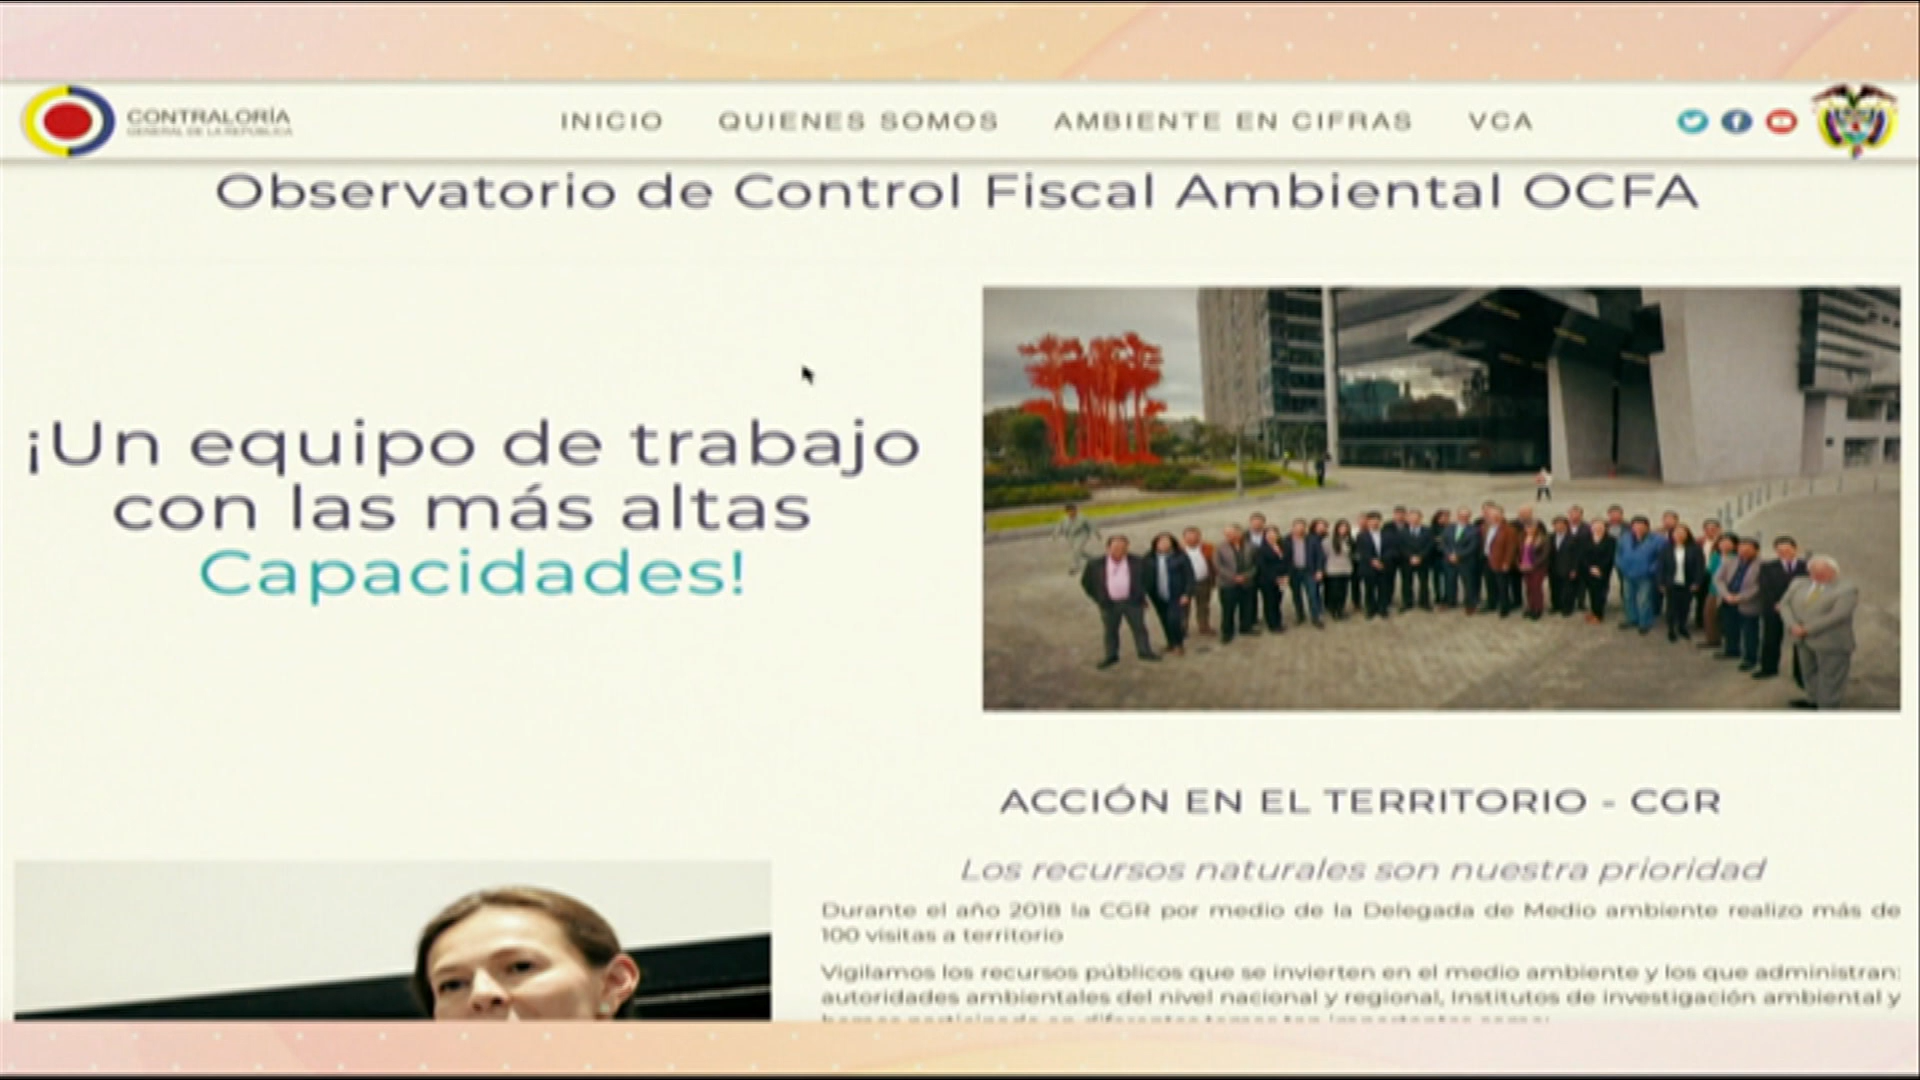 CONTRALORÍA
GENERAL DE LA REPÚBLICA
INICIO
QUIENES SOMOS
AMBIENTE EN CIFRAS
VCA
Observatorio de Control Fiscal Ambiental OCFA
¡Un equipo de trabajo
con las más altas
Capacidades!
ACCIÓN EN EL TERRITORIO - CGR
Los recursos naturales son nuestra prioridad
Durante el año 2018 la CGR por medio de la Delegada de Medio ambiente realizo más de
100 visitas a territorio
Vigilamos los recursos públicos que se invierten en el medio ambiente y los que administran:
autoridades ambientales del nivel nacional y regional, Institutos de investigación ambiental y